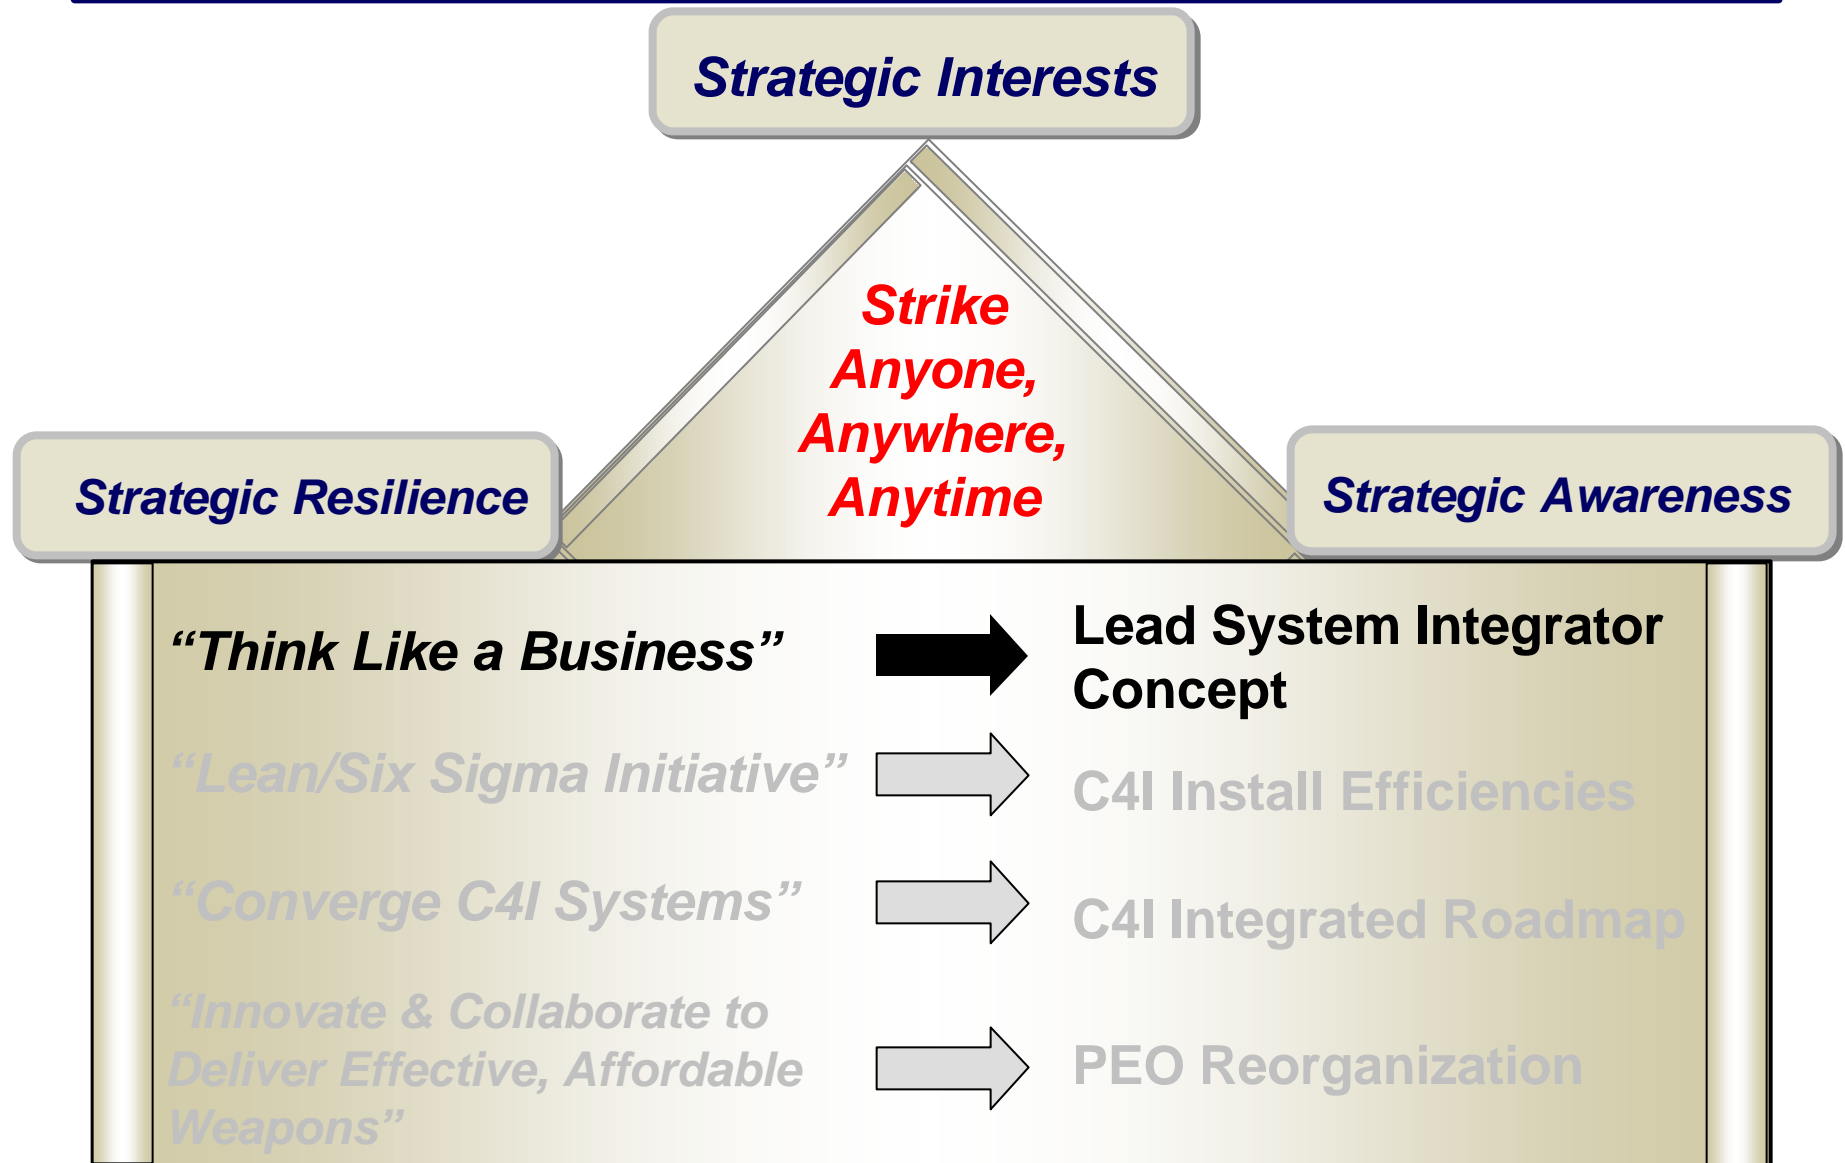 Strategic Interests
Strike
Anyone,
Anywhere,
Anytime
Strategic Resilience
Strategic Awareness
“Think Like a Business”
Lead System Integrator
Concept
“Lean/Six Sigma Initiative”
C4I Install Efficiencies
“Converge C4I Systems”
C4I Integrated Roadmap
“Innovate & Collaborate to
Deliver Effective, Affordable
Weapons”
PEO Reorganization